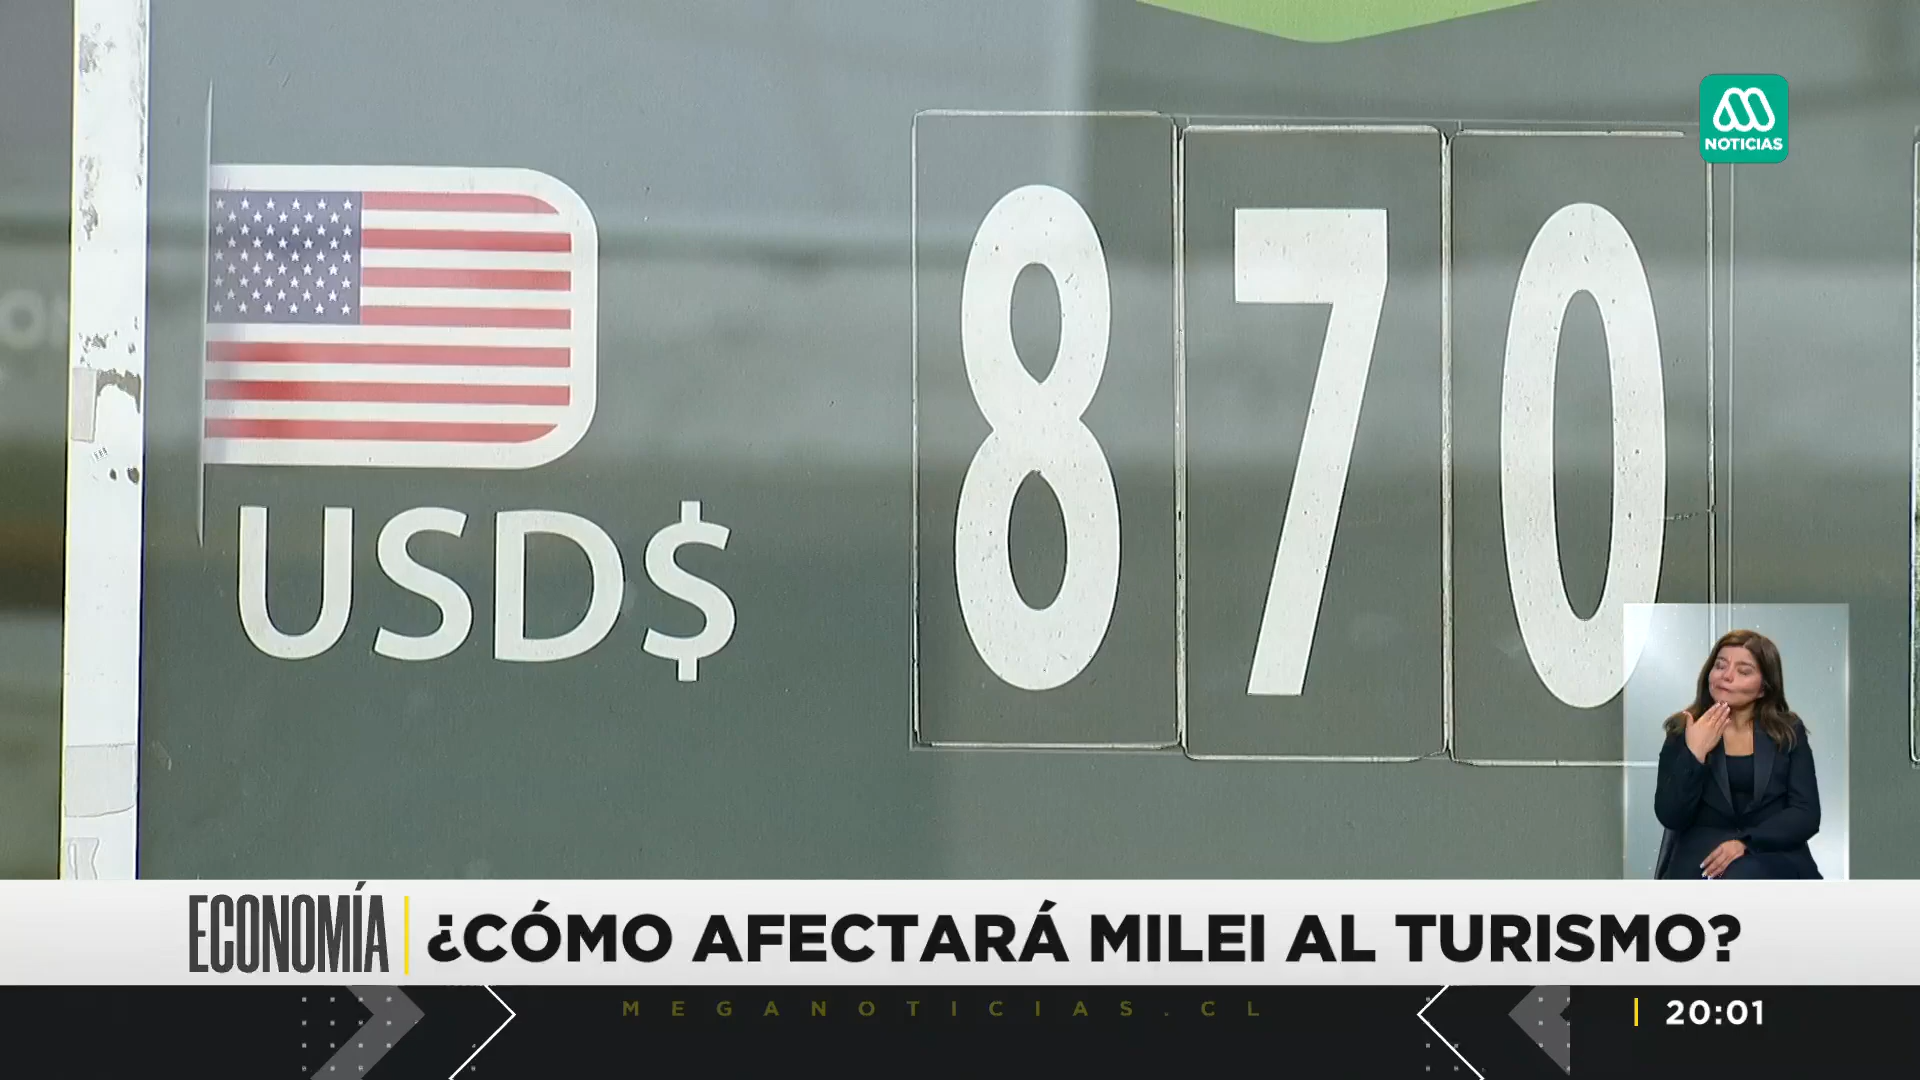 NOTICIAS
USD$
870
ECONOMÍA
¿CÓMO AFECTARÁ MILEI AL TURISMO?
MEGANOTICIAS.CL
20:01